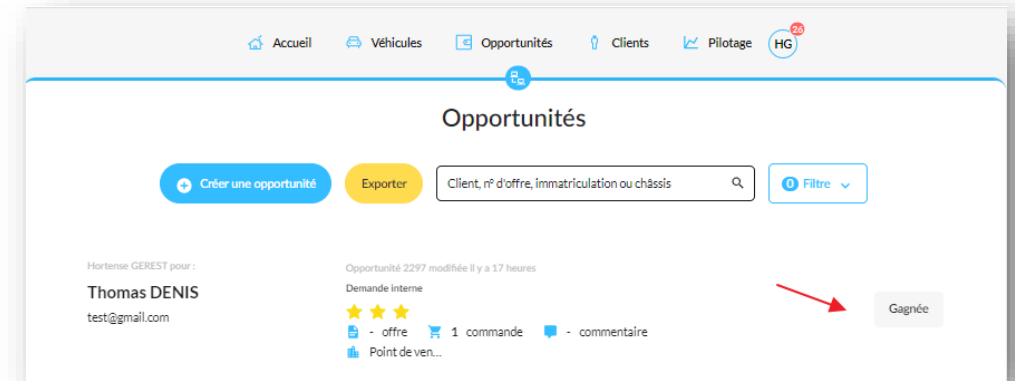 Accueil Véhicules Opportunités Clients Pilotage HG 26
Opportunités
Créer une opportunité Exporter Client, n° d'offre, immatriculation ou châssis 0 Filtre
Hortense GEREST pour :
Thomas DENIS
test@gmail.com
Opportunité 2297 modifiée il y a 17 heures
Demande interne
- offre 1 commande - commentaire
Point de ven...
Gagnée